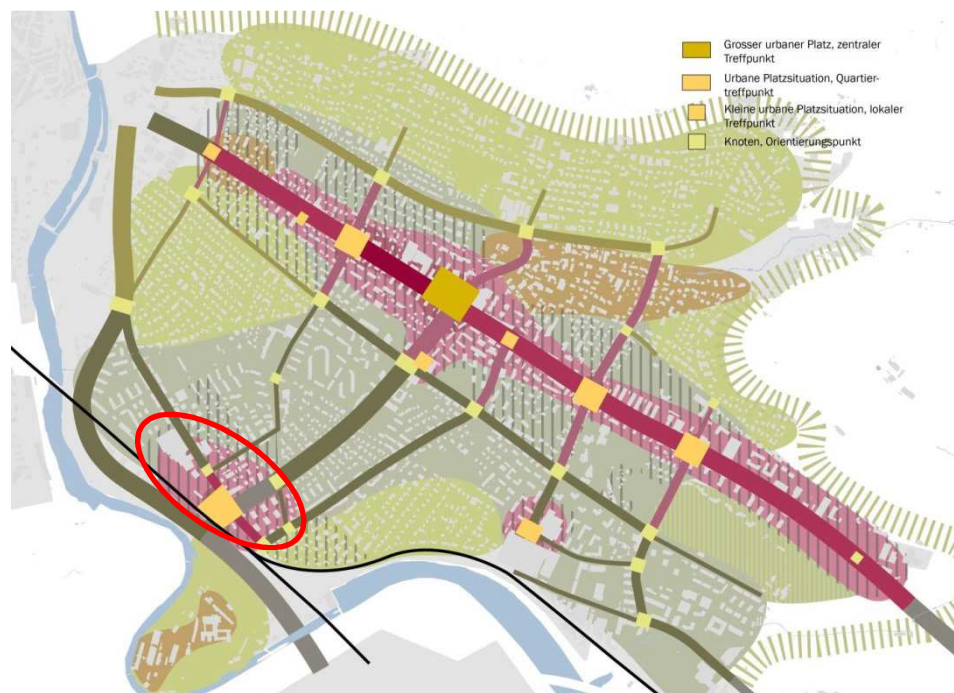 Grosser urbaner Platz, zentraler
Treffpunkt
Urbane Platzsituation, Quartier-
treffpunkt
Kleine urbane Platzsituation, lokaler
Treffpunkt
Knoten, Orientierungspunkt